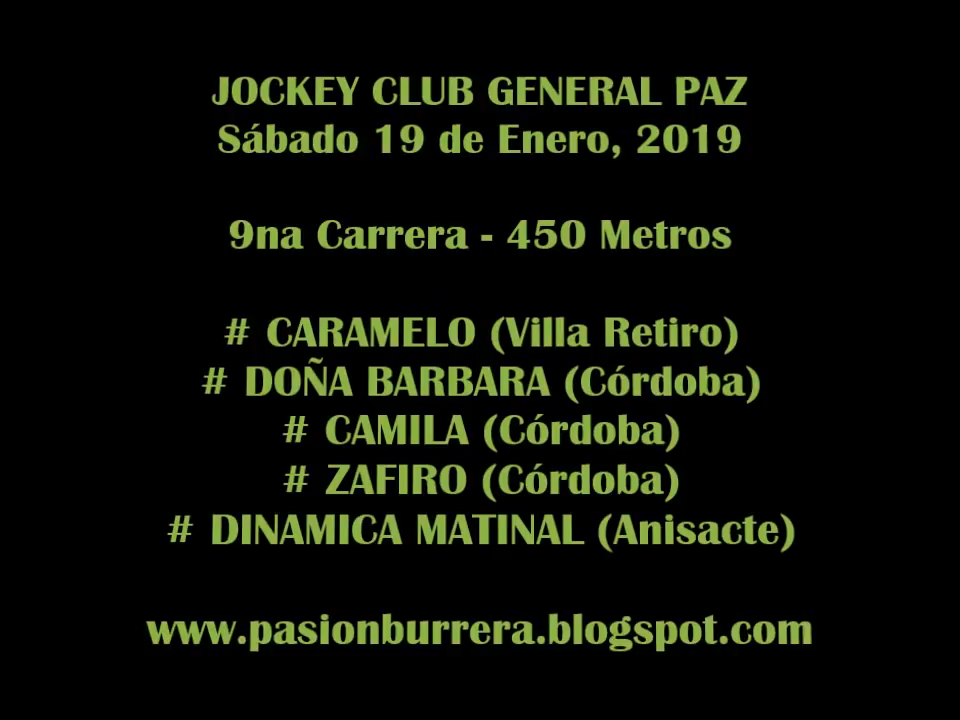 JOCKEY CLUB GENERAL PAZ
Sábado 19 de Enero, 2019
9na Carrera - 450 Metros
# CARAMELO (Villa Retiro)
# DOÑA BARBARA (Córdoba)
# CAMILA (Córdoba)
# ZAFIRO (Córdoba)
# DINAMICA MATINAL (Anisacte)
www.pasionburrera.blogspot.com